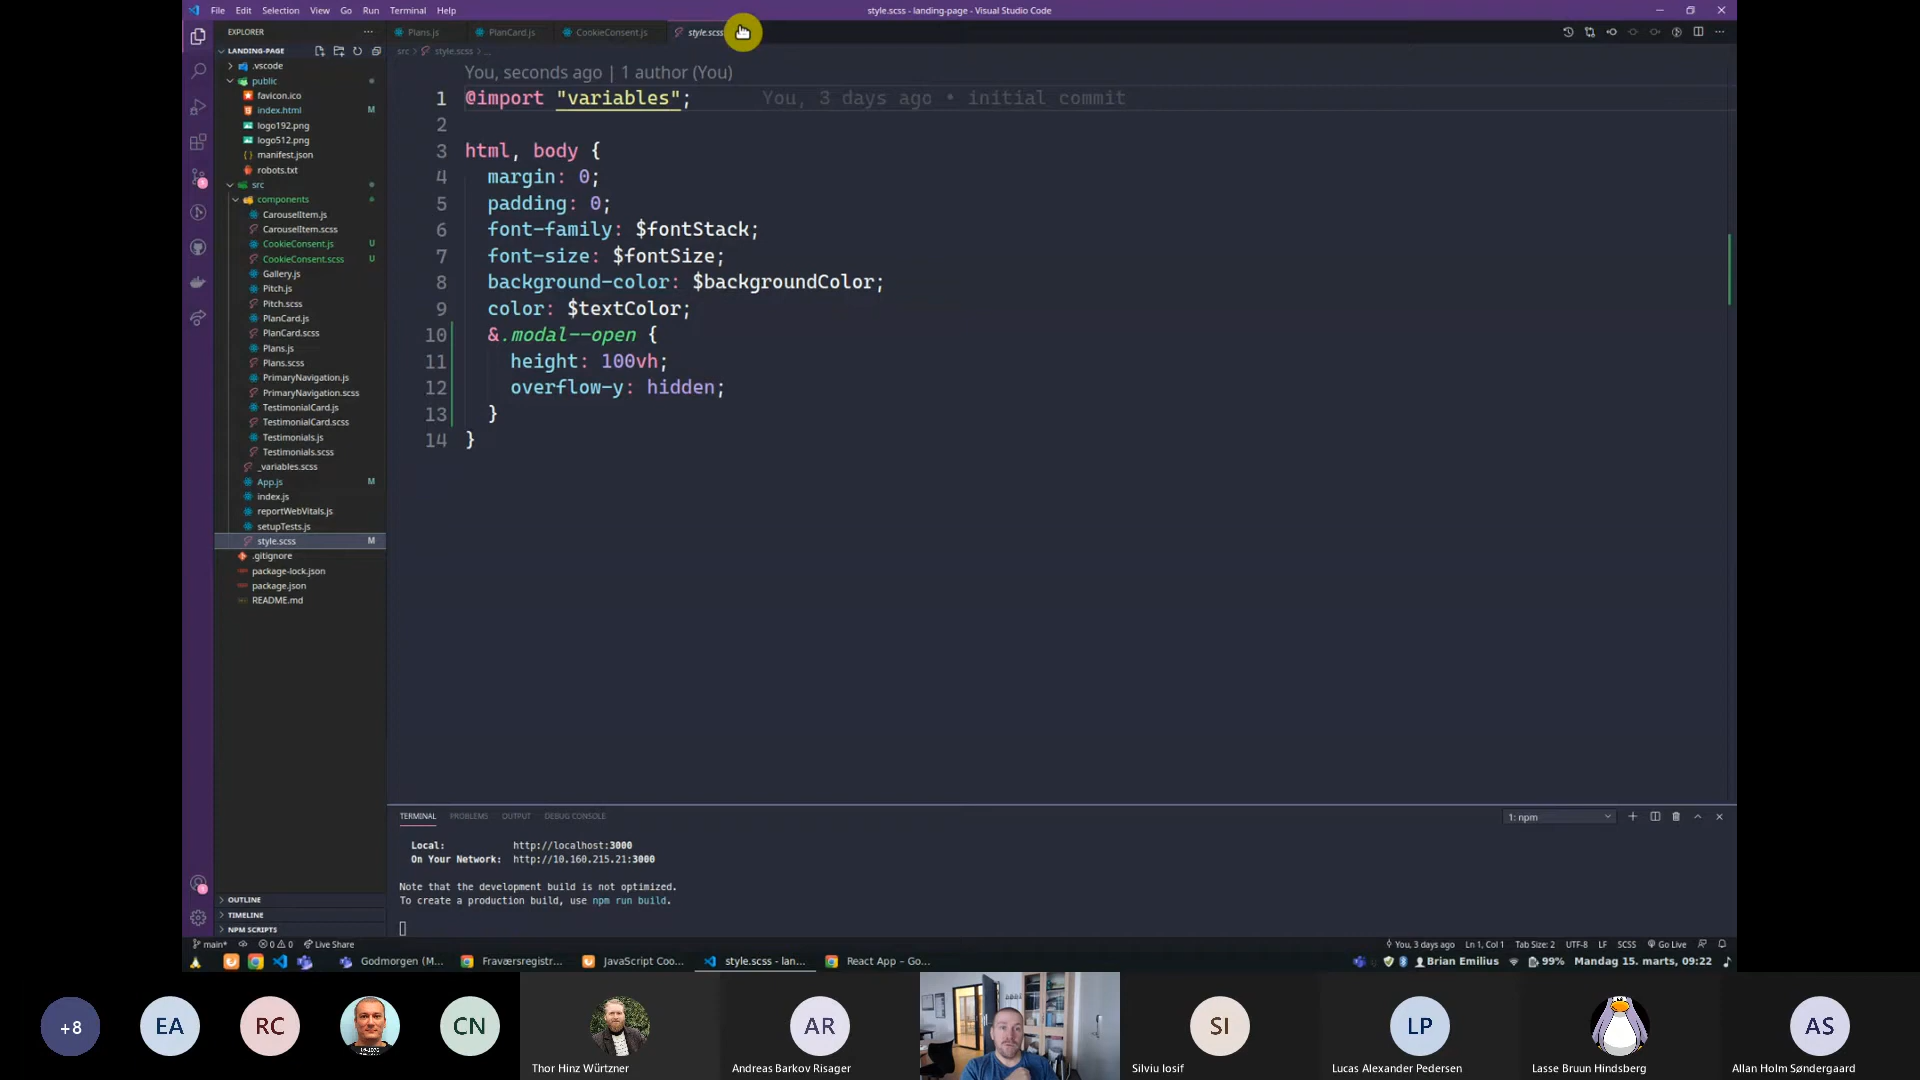 File Edit Selection View Go Run Terminal Help
style.scss - landing-page - Visual Studio Code
EXPLORER
LANDING-PAGE
.vscode
public
favicon.ico
index.html M
logo192.png
logo512.png
manifest.json
robots.txt
src
components
CarouselItem.js
CarouselItem.scss
CookieConsent.js U
CookieConsent.scss U
Gallery.js
Pitch.js
Pitch.scss
PlanCard.js
PlanCard.scss
Plans.js
Plans.scss
PrimaryNavigation.js
PrimaryNavigation.scss
TestimonialCard.js
TestimonialCard.scss
Testimonials.js
Testimonials.scss
_variables.scss
App.js M
index.js
reportWebVitals.js
setupTests.js
style.scss M
.gitignore
package-lock.json
package.json
README.md
OUTLINE
TIMELINE
NPM SCRIPTS
Plans.js PlanCard.js CookieConsent.js style.scss
src > style.scss > ...
You, seconds ago | 1 author (You)
1 @import "variables"; You, 3 days ago • initial commit
2
3 html, body {
4 margin: 0;
5 padding: 0;
6 font-family: $fontStack;
7 font-size: $fontSize;
8 background-color: $backgroundColor;
9 color: $textColor;
10 &.modal--open {
11 height: 100vh;
12 overflow-y: hidden;
13 }
14 }
TERMINAL PROBLEMS OUTPUT DEBUG CONSOLE
1: npm
Local: http://localhost:3000
On Your Network: http://10.160.215.21:3000
Note that the development build is not optimized.
To create a production build, use npm run build.
main* 0 0 Live Share
You, 3 days ago Ln 1, Col 1 Tab Size: 2 UTF-8 LF SCSS Go Live
Godmorgen (M... Fraværsregistr... JavaScript Coo... style.scss - lan... React App – Go...
Brian Emilius 99% Mandag 15. marts, 09:22
+8 EA RC CN AR SI LP AS
Thor Hinz Würtzner
Andreas Barkov Risager
Silviu Iosif
Lucas Alexander Pedersen
Lasse Bruun Hindsberg
Allan Holm Søndergaard